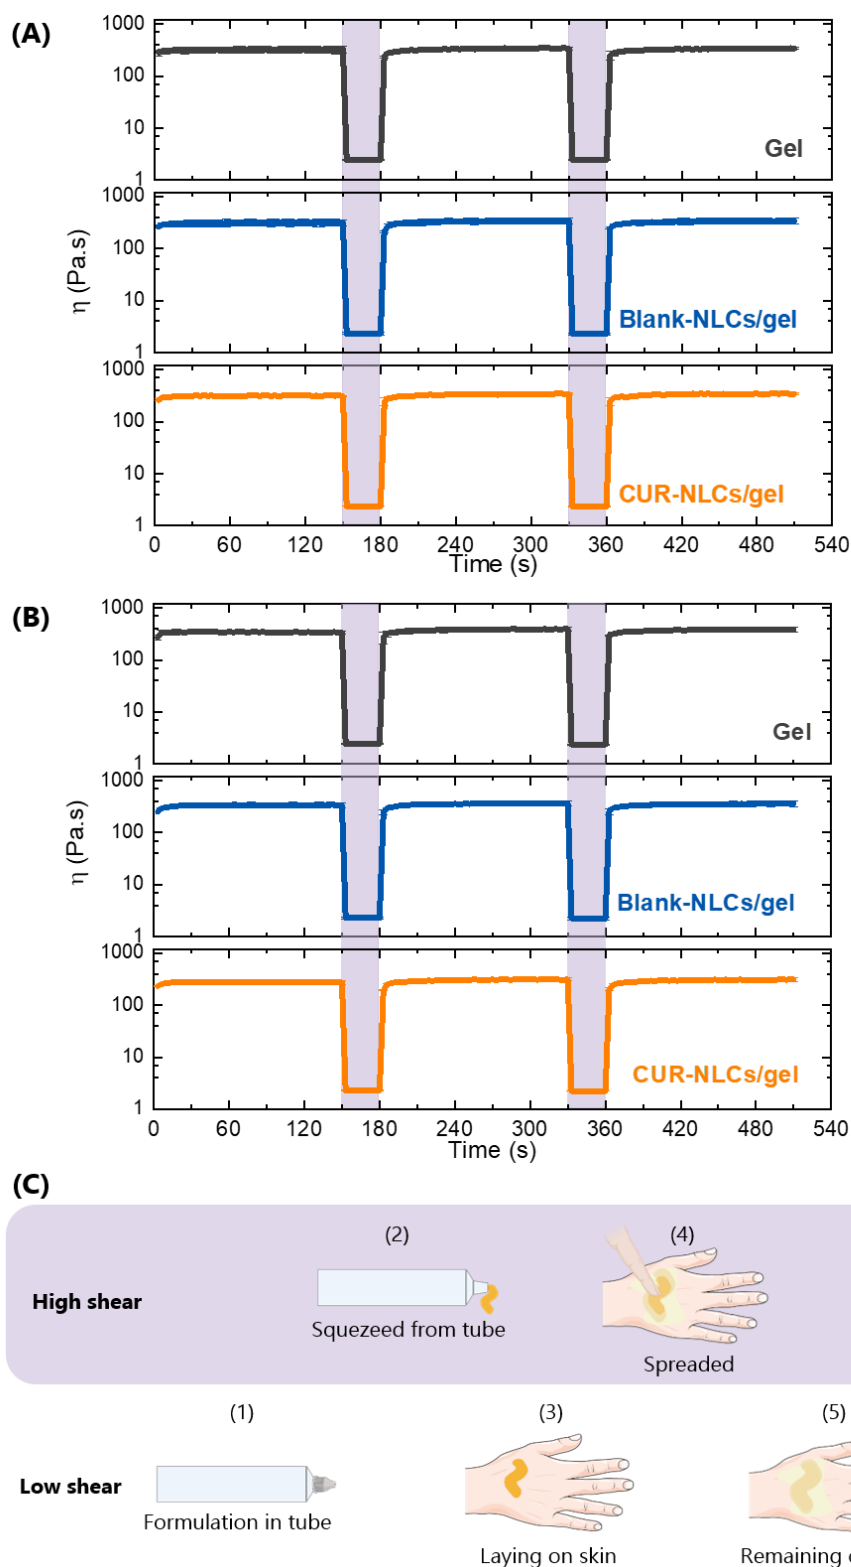 (A)
1000
100
10
1
Gel
1000
100
10
1
Blank-NLCs/gel
η (Pa.s)
1000
100
10
1
CUR-NLCs/gel
0 60 120 180 240 300 360 420 480 540
Time (s)
(B)
1000
100
10
1
Gel
1000
100
10
1
Blank-NLCs/gel
η (Pa.s)
1000
100
10
1
CUR-NLCs/gel
0 60 120 180 240 300 360 420 480 540
Time (s)
(C)
(2) (4)
High shear
Squezeed from tube
Spreaded
(1) (3) (5)
Low shear
Formulation in tube
Laying on skin Remaining